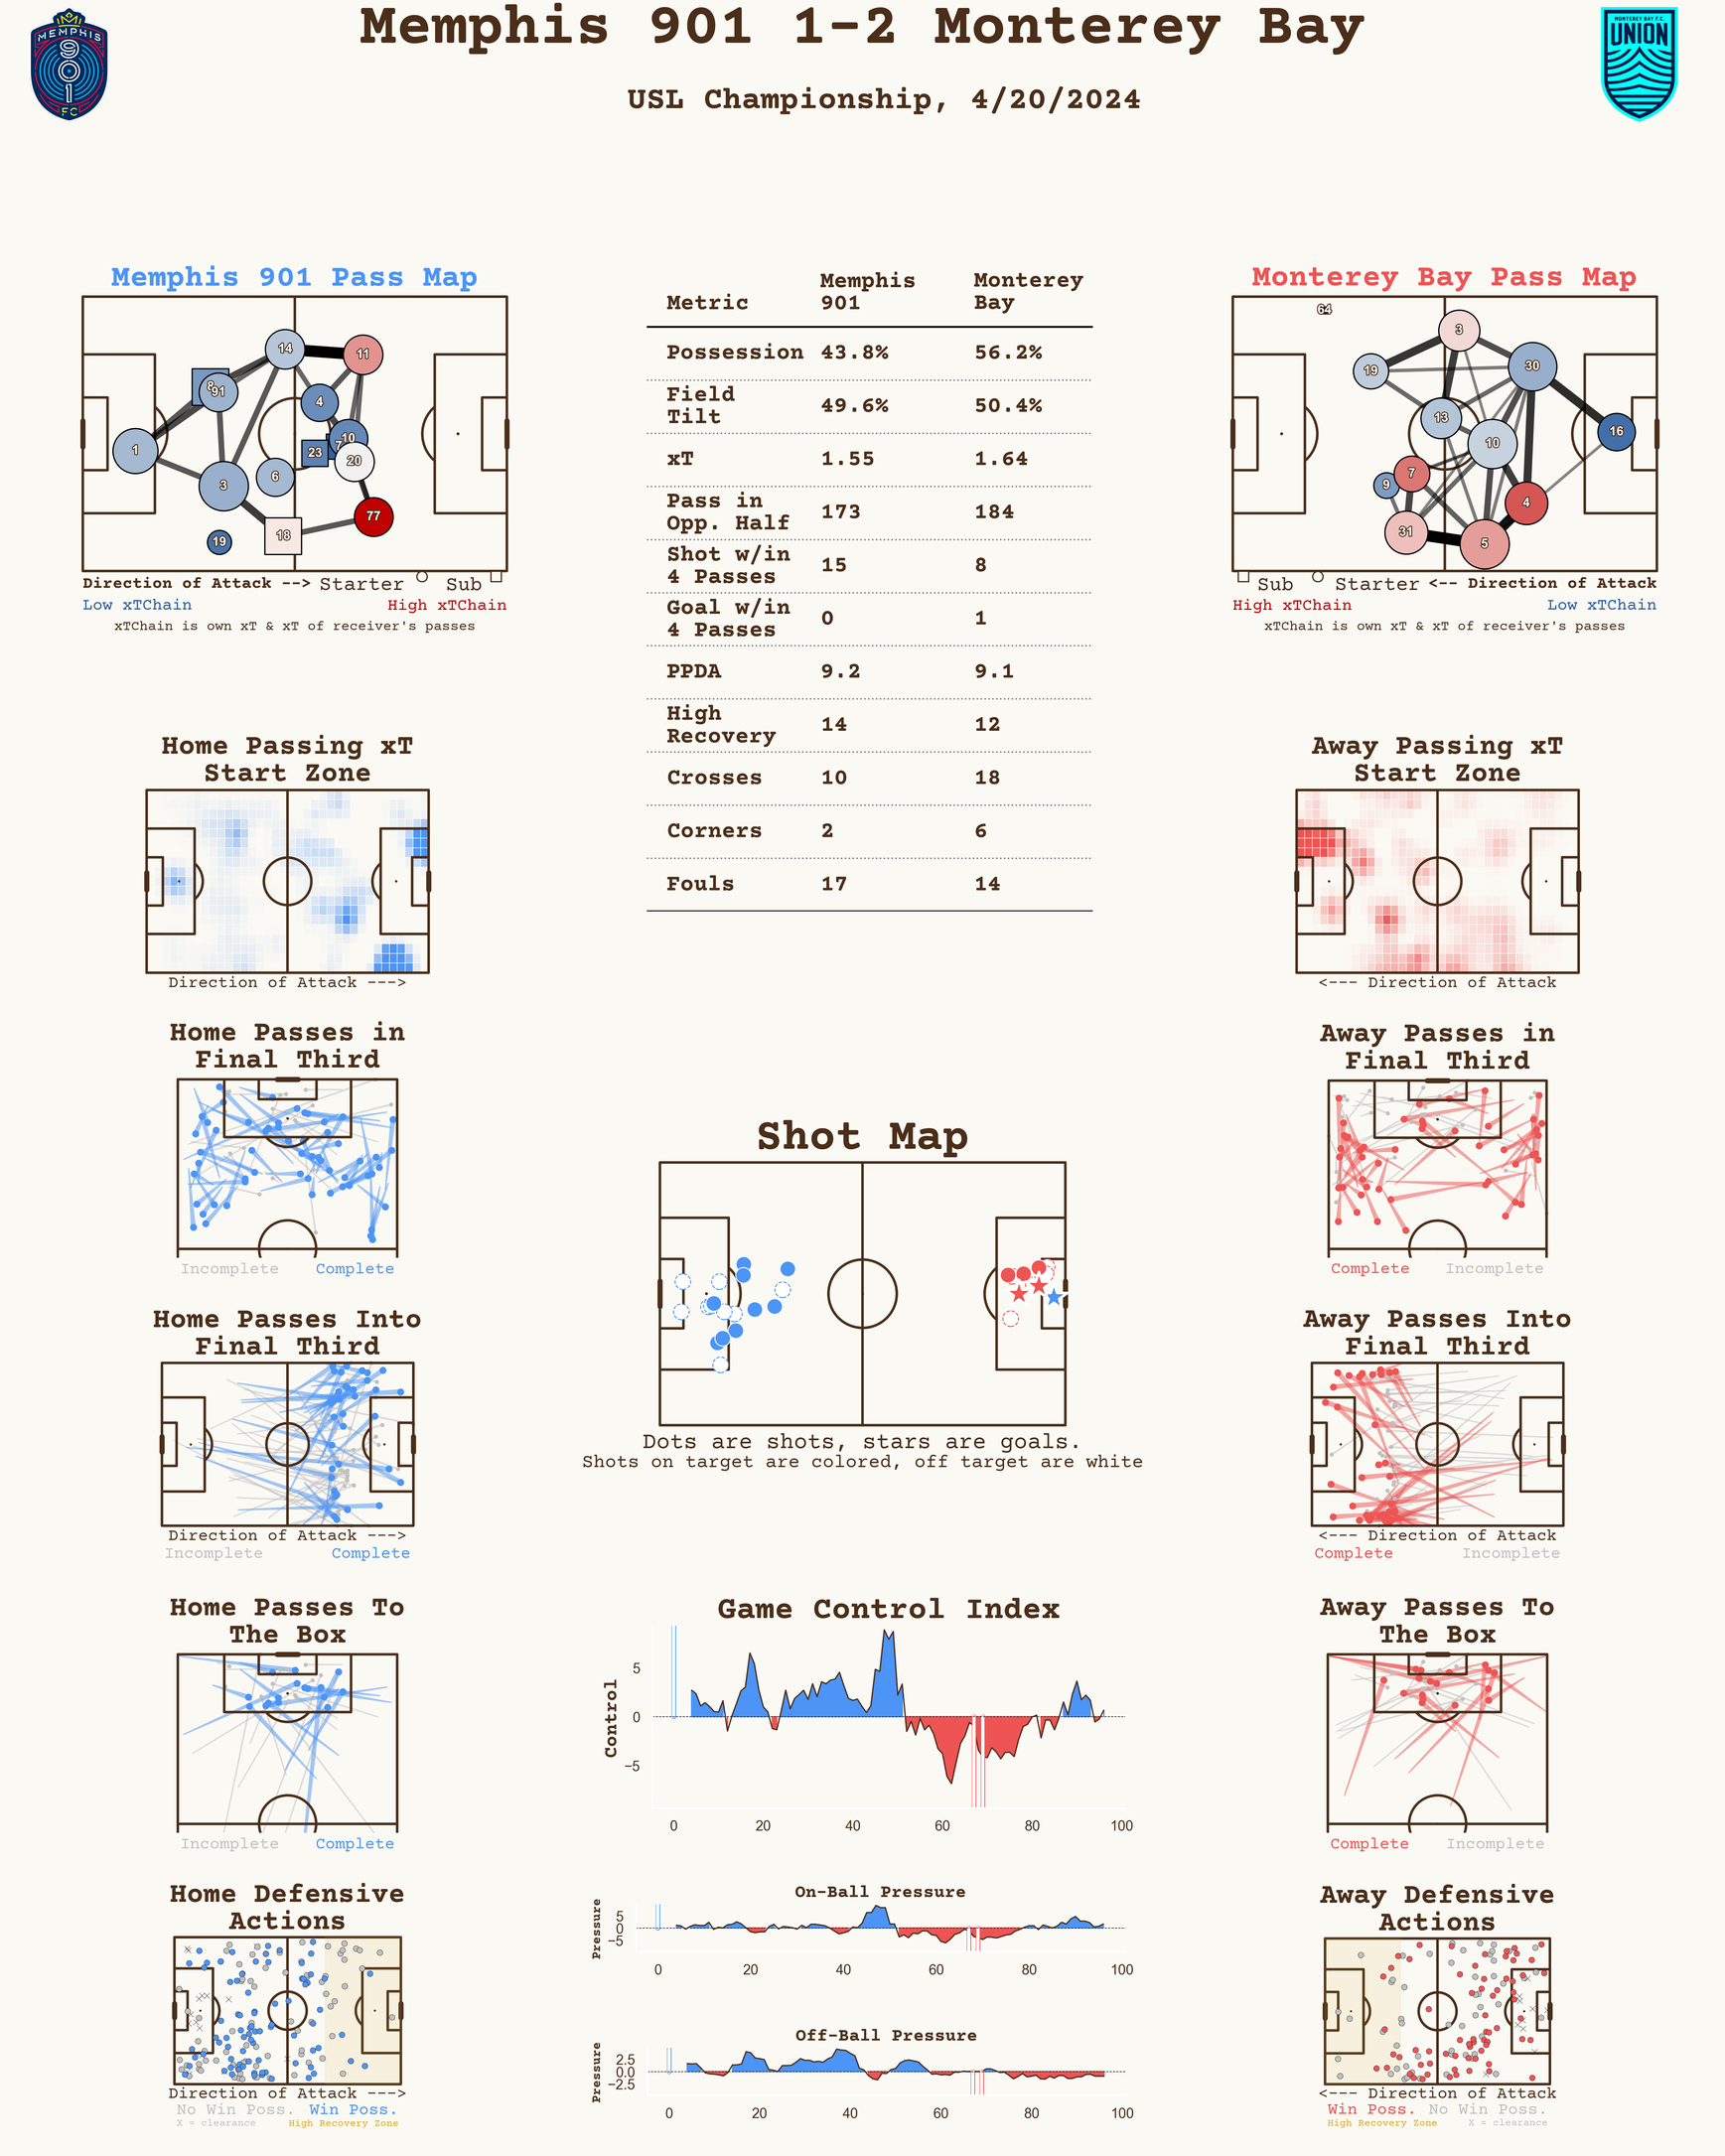 Memphis 901 1-2 Monterey Bay
USL Championship, 4/20/2024
MEMPHIS
901
FC
MONTEREY BAY F.C.
UNION
Memphis 901 Pass Map
14
11
8
91
4
1
10
7
23
20
3
6
77
18
19
Direction of Attack --> Starter Sub
Low xTChain High xTChain
xTChain is own xT & xT of receiver's passes
Metric Memphis 901 Monterey Bay
Possession 43.8% 56.2%
Field Tilt 49.6% 50.4%
xT 1.55 1.64
Pass in Opp. Half 173 184
Shot w/in 4 Passes 15 8
Goal w/in 4 Passes 0 1
PPDA 9.2 9.1
High Recovery 14 12
Crosses 10 18
Corners 2 6
Fouls 17 14
Monterey Bay Pass Map
64
3
19
30
13
16
10
7
9
4
31
5
Sub Starter <-- Direction of Attack
High xTChain Low xTChain
xTChain is own xT & xT of receiver's passes
Home Passing xT
Start Zone
Direction of Attack --->
Away Passing xT
Start Zone
<--- Direction of Attack
Home Passes in
Final Third
Incomplete Complete
Away Passes in
Final Third
Complete Incomplete
Shot Map
Dots are shots, stars are goals.
Shots on target are colored, off target are white
Home Passes Into
Final Third
Direction of Attack --->
Incomplete Complete
Away Passes Into
Final Third
<--- Direction of Attack
Complete Incomplete
Home Passes To
The Box
Incomplete Complete
Game Control Index
Control
5
0
−5
0 20 40 60 80 100
Away Passes To
The Box
Complete Incomplete
Home Defensive
Actions
Direction of Attack --->
No Win Poss. Win Poss.
X = clearance High Recovery Zone
On-Ball Pressure
Pressure
5
0
−5
0 20 40 60 80 100
Off-Ball Pressure
Pressure
2.5
0.0
−2.5
0 20 40 60 80 100
Away Defensive
Actions
<--- Direction of Attack
Win Poss. No Win Poss.
High Recovery Zone X = clearance